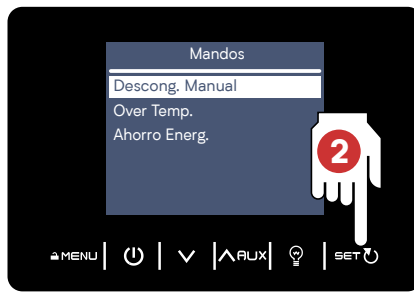 Mandos
Descong. Manual
Over Temp.
Ahorro Energ.
2
MENU AUX SET